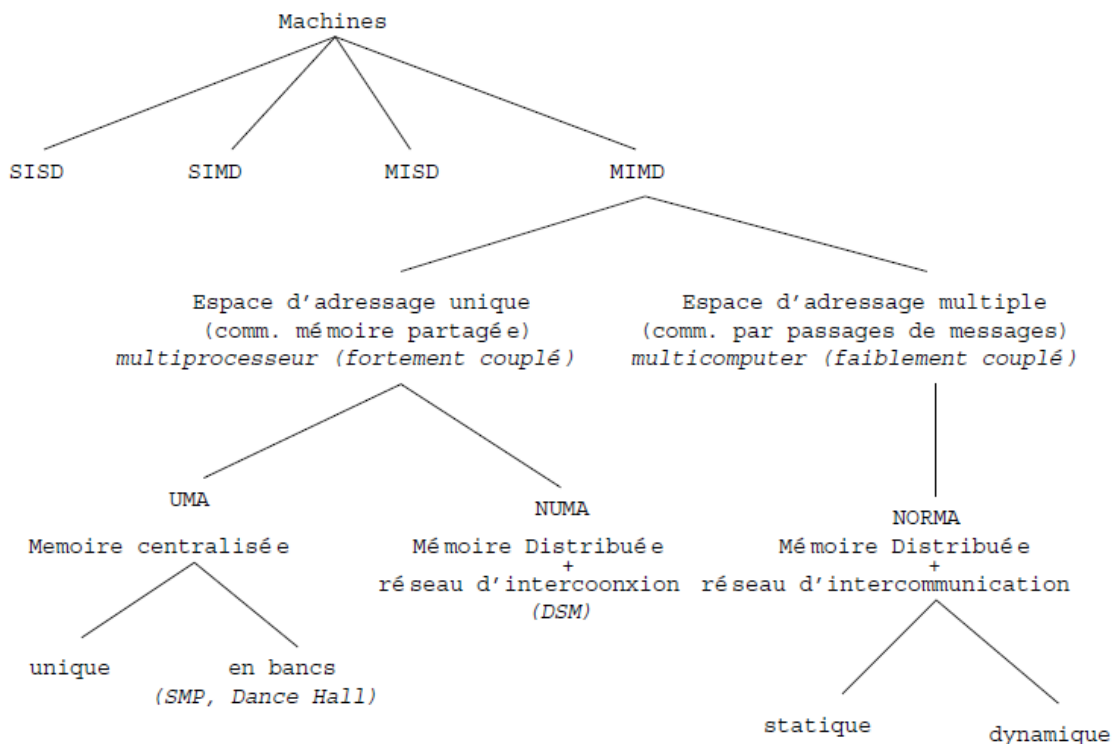 Machines
SISD
SIMD
MISD
MIMD
Espace d'adressage unique
(comm. mémoire partagée)
multiprocesseur (fortement couplé)
Espace d'adressage multiple
(comm. par passages de messages)
multicomputer (faiblement couplé)
UMA
Memoire centralisée
NUMA
Mémoire Distribuée
+
réseau d'intercoonxion
(DSM)
NORMA
Mémoire Distribuée
+
réseau d'intercommunication
unique
en bancs
(SMP, Dance Hall)
statique
dynamique